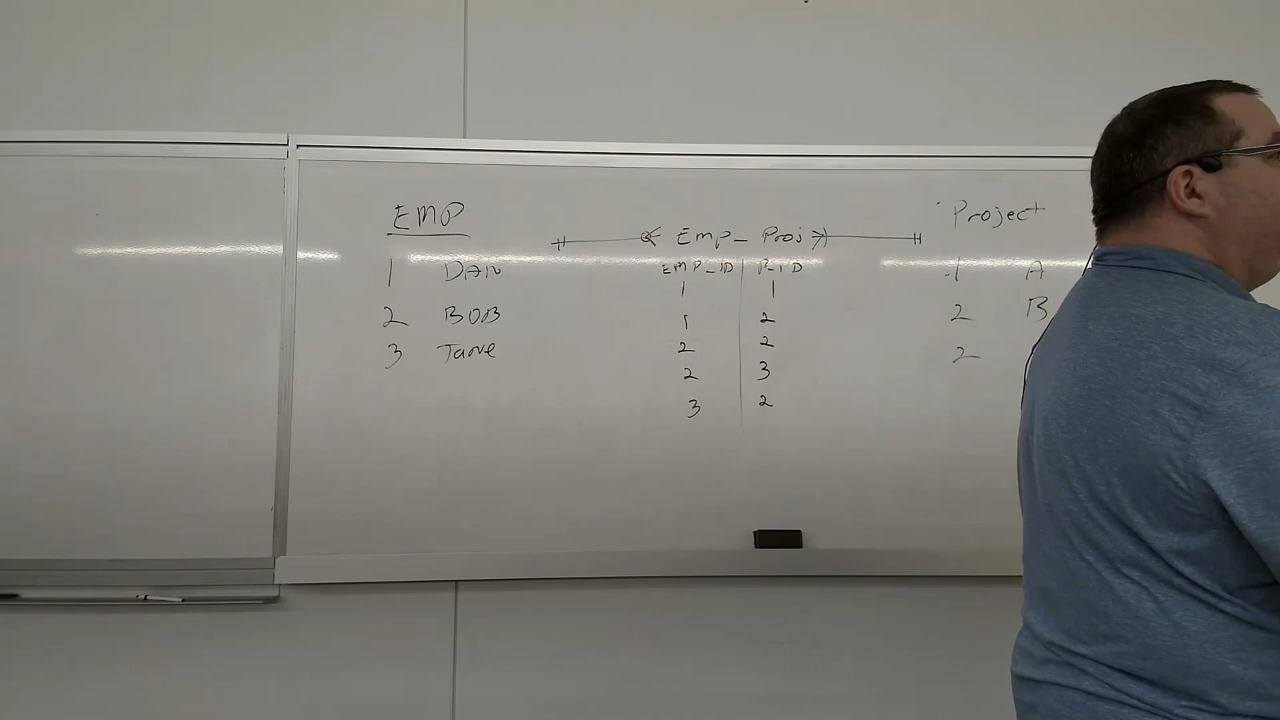 EMP
1 DAN
2 BOB
3 Jane
Emp_Proj
EMP_ID P_ID
1 1
1 2
2 2
2 3
3 2
Project
1 A
2 B
2